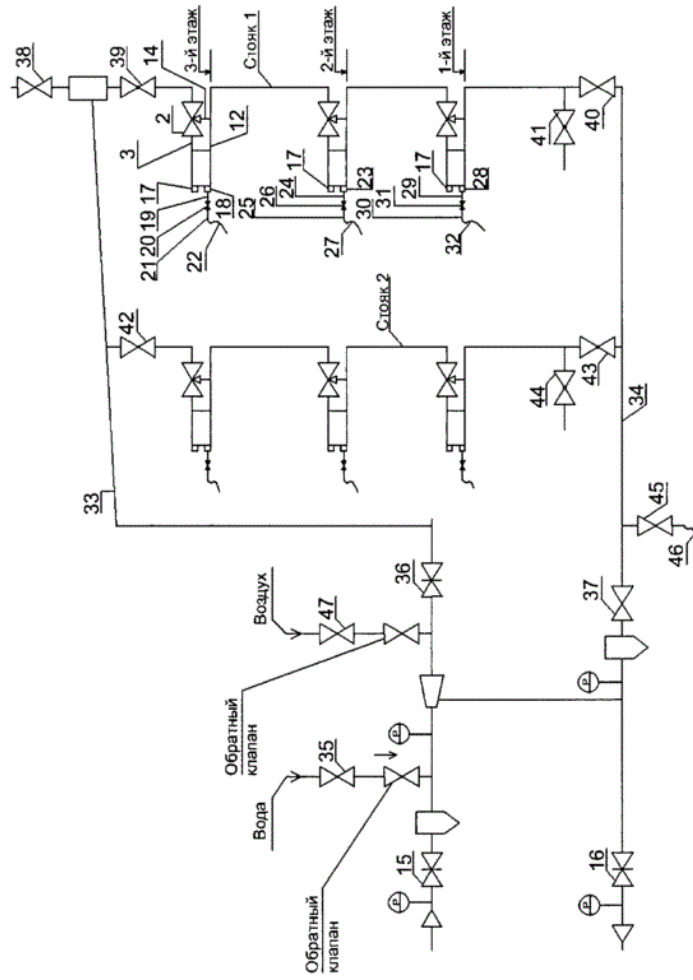 38
39
14
2
3
17
19
20
21
22
18
12
3-й этаж
Стояк 1
2-й этаж
17
23
24
26
25
27
1-й этаж
17
28
29
31
30
32
41
40
33
42
Стояк 2
44
43
34
Воздух
47
Обратный
клапан
36
Вода
35
Обратный
клапан
15
P
P
P
P
16
37
45
46